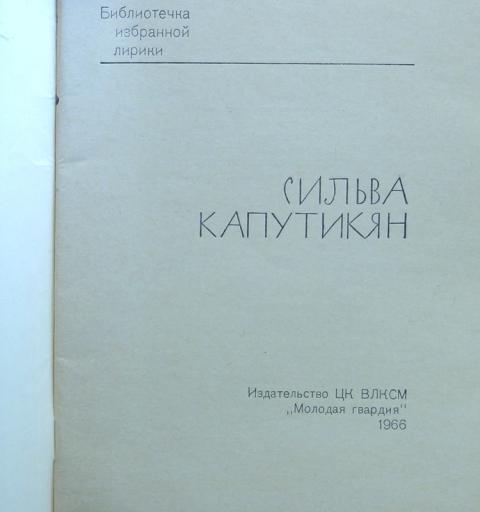 Библиотечка
избранной
лирики
СИЛЬВА
КАПУТИКЯН
Издательство ЦК ВЛКСМ
„Молодая гвардия"
1966